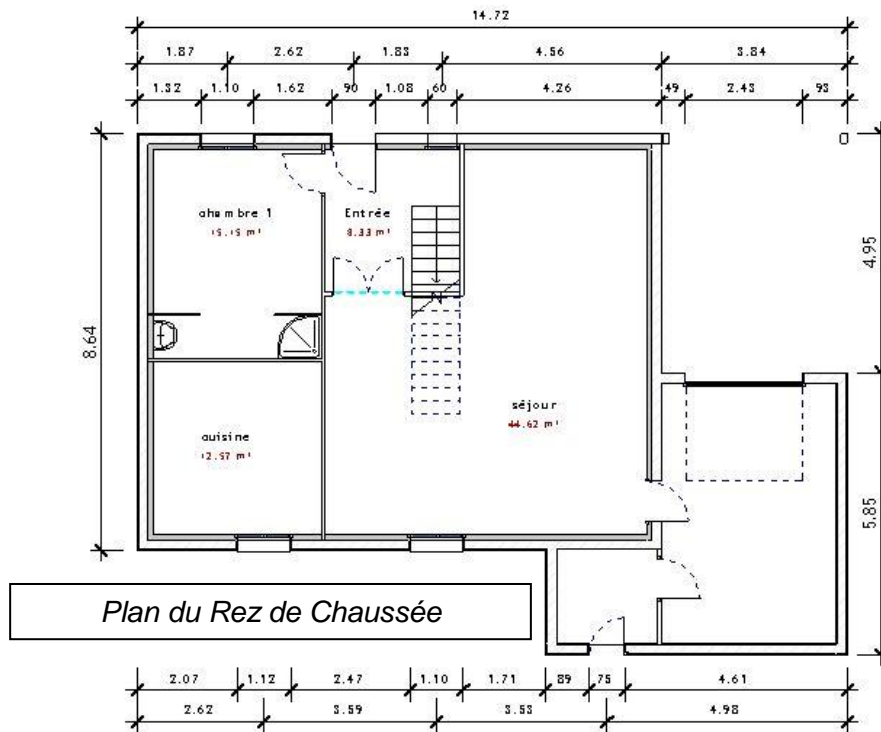 14.72
1.87 2.62 1.83 4.56 3.84
1.32 1.10 1.62 90 1.08 60 4.26 49 2.43 93
8.64
4.95
5.85
chambre 1
15.15 m²
Entrée
8.33 m²
séjour
44.62 m²
cuisine
12.57 m²
Plan du Rez de Chaussée
2.07 1.12 2.47 1.10 1.71 89 75 4.61
2.62 3.59 3.53 4.98